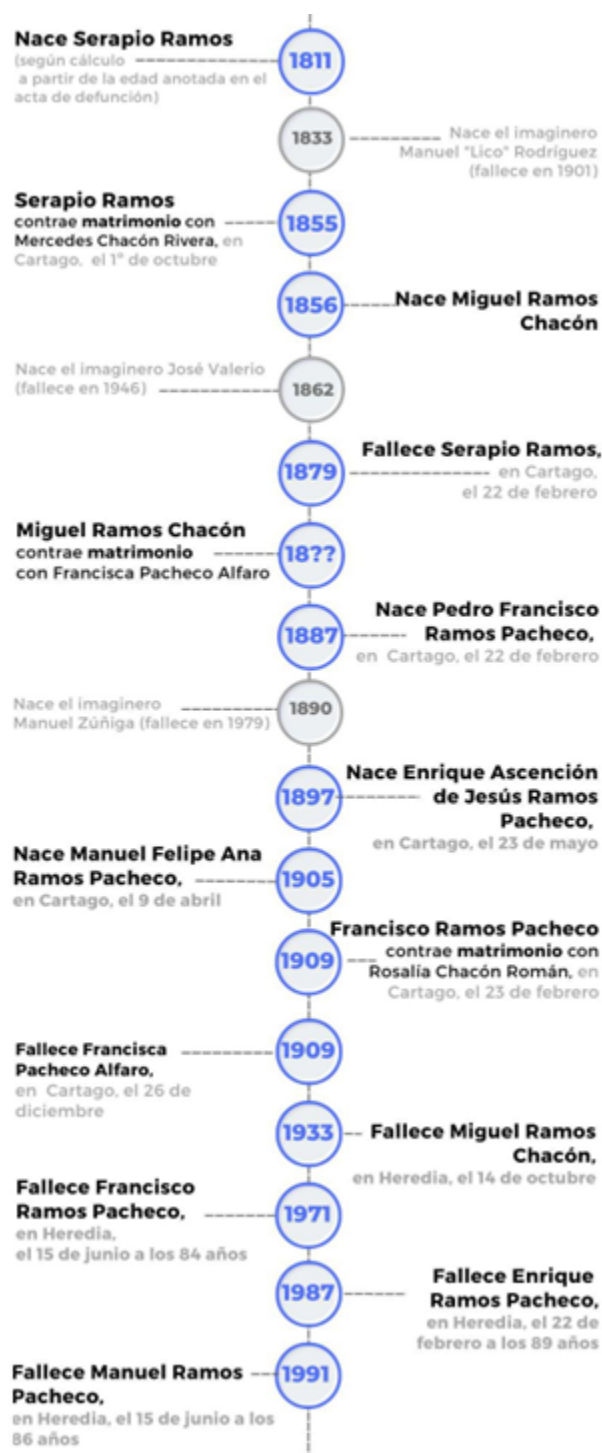 Nace Serapio Ramos
(según cálculo
a partir de la edad anotada en el
acta de defunción)
1811
1833
Nace el imaginero
Manuel "Lico" Rodríguez
(fallece en 1901)
Serapio Ramos
contrae matrimonio con
Mercedes Chacón Rivera, en
Cartago, el 1º de octubre
1855
1856
Nace Miguel Ramos
Chacón
Nace el imaginero José Valerio
(fallece en 1946)
1862
1879
Fallece Serapio Ramos,
en Cartago,
el 22 de febrero
Miguel Ramos Chacón
contrae matrimonio
con Francisca Pacheco Alfaro
18??
1887
Nace Pedro Francisco
Ramos Pacheco,
en Cartago, el 22 de febrero
Nace el imaginero
Manuel Zúñiga (fallece en 1979)
1890
1897
Nace Enrique Ascención
de Jesús Ramos
Pacheco,
en Cartago, el 23 de mayo
Nace Manuel Felipe Ana
Ramos Pacheco,
en Cartago, el 9 de abril
1905
1909
Francisco Ramos Pacheco
contrae matrimonio con
Rosalía Chacón Román, en
Cartago, el 23 de febrero
Fallece Francisca
Pacheco Alfaro,
en Cartago, el 26 de
diciembre
1909
1933
Fallece Miguel Ramos
Chacón,
en Heredia, el 14 de octubre
Fallece Francisco
Ramos Pacheco,
en Heredia,
el 15 de junio a los 84 años
1971
1987
Fallece Enrique
Ramos Pacheco,
en Heredia, el 22 de
febrero a los 89 años
Fallece Manuel Ramos
Pacheco,
en Heredia, el 15 de junio a los
86 años
1991